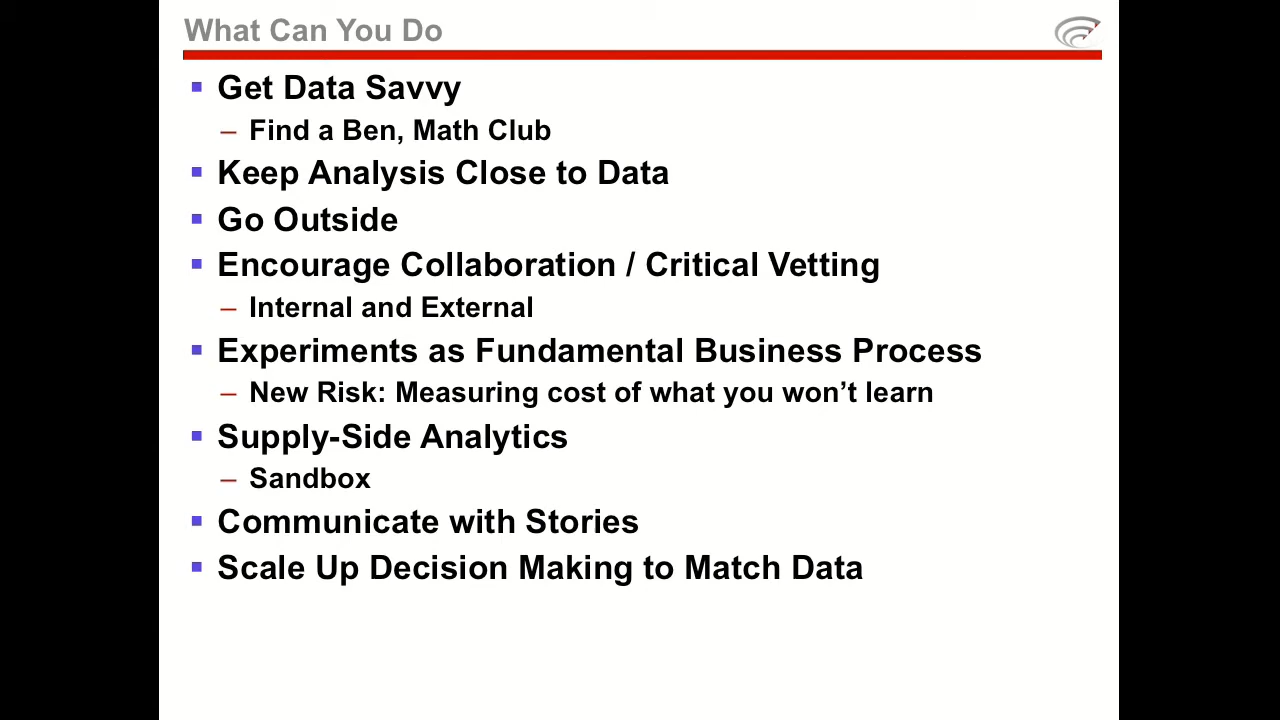 What Can You Do
Get Data Savvy
– Find a Ben, Math Club
Keep Analysis Close to Data
Go Outside
Encourage Collaboration / Critical Vetting
– Internal and External
Experiments as Fundamental Business Process
– New Risk: Measuring cost of what you won’t learn
Supply-Side Analytics
– Sandbox
Communicate with Stories
Scale Up Decision Making to Match Data